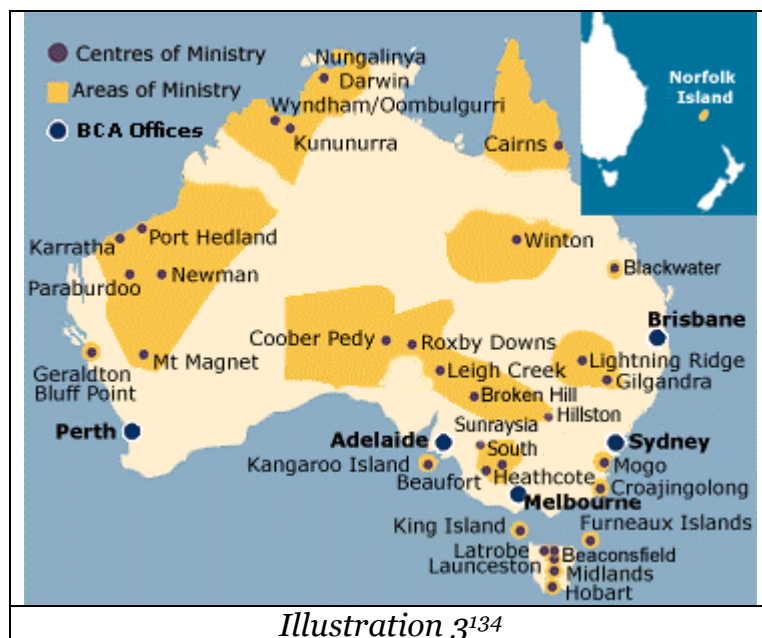 Centres of Ministry
Areas of Ministry
BCA Offices
Nungalinya
Darwin
Wyndham/Oombulgurri
Kununurra
Cairns
Norfolk
Island
Karratha
Port Hedland
Paraburdoo
Newman
Winton
Blackwater
Coober Pedy
Roxby Downs
Brisbane
Mt Magnet
Geraldton
Bluff Point
Leigh Creek
Lightning Ridge
Gilgandra
Broken Hill
Hillston
Perth
Adelaide
Sunraysia
South
Sydney
Kangaroo Island
Beaufort
Heathcote
Mogo
Croajingolong
Melbourne
King Island
Furneaux Islands
Latrobe
Launceston
Beaconsfield
Midlands
Hobart
Illustration 3134